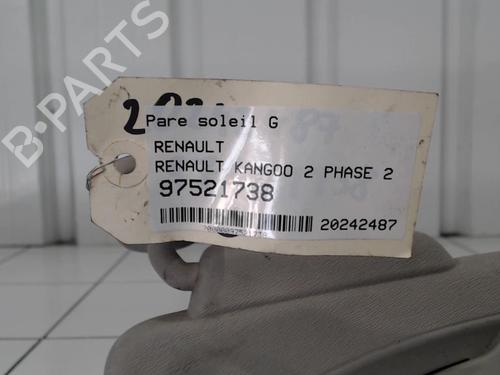 B-PARTS
Pare soleil G
RENAULT
RENAULT KANGOO 2 PHASE 2
97521738
20242487